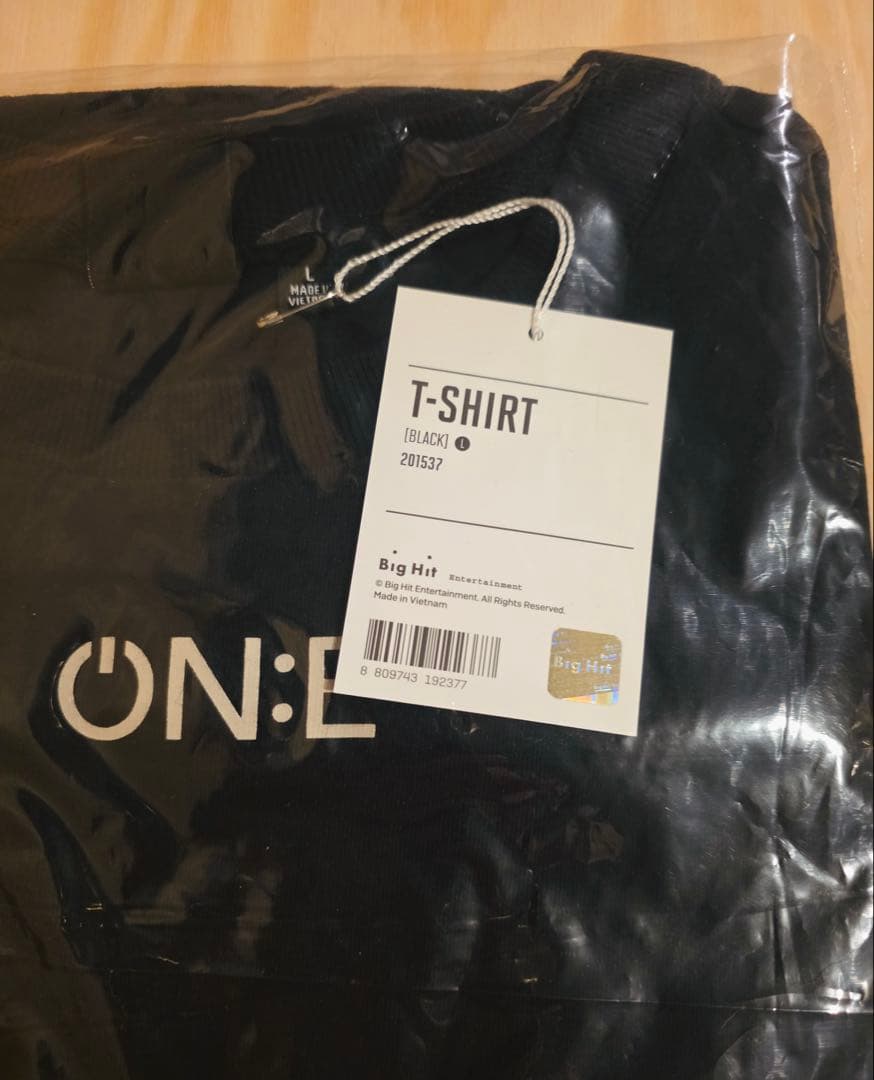 L
MADE
T-SHIRT
[BLACK] L
201537
Big Hit Entertainment
© Big Hit Entertainment. All Rights Reserved.
Made in Vietnam
8 809743 192377
Big Hit
ON:E